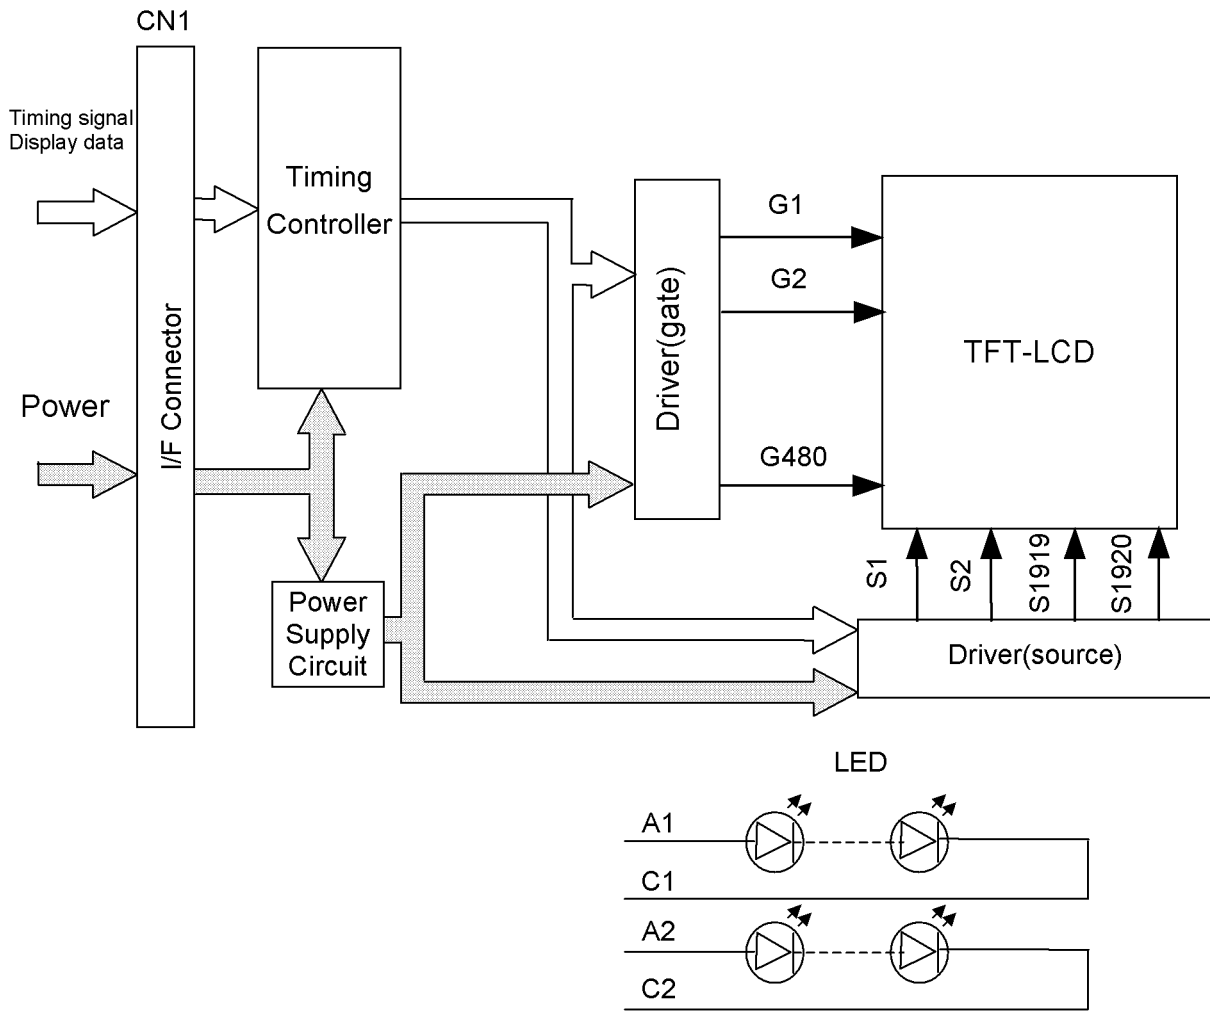 CN1
Timing signal
Display data
Power
I/F Connector
Timing
Controller
Power
Supply
Circuit
Driver(gate)
G1
G2
G480
TFT-LCD
S1
S2
S1919
S1920
Driver(source)
LED
A1
C1
A2
C2